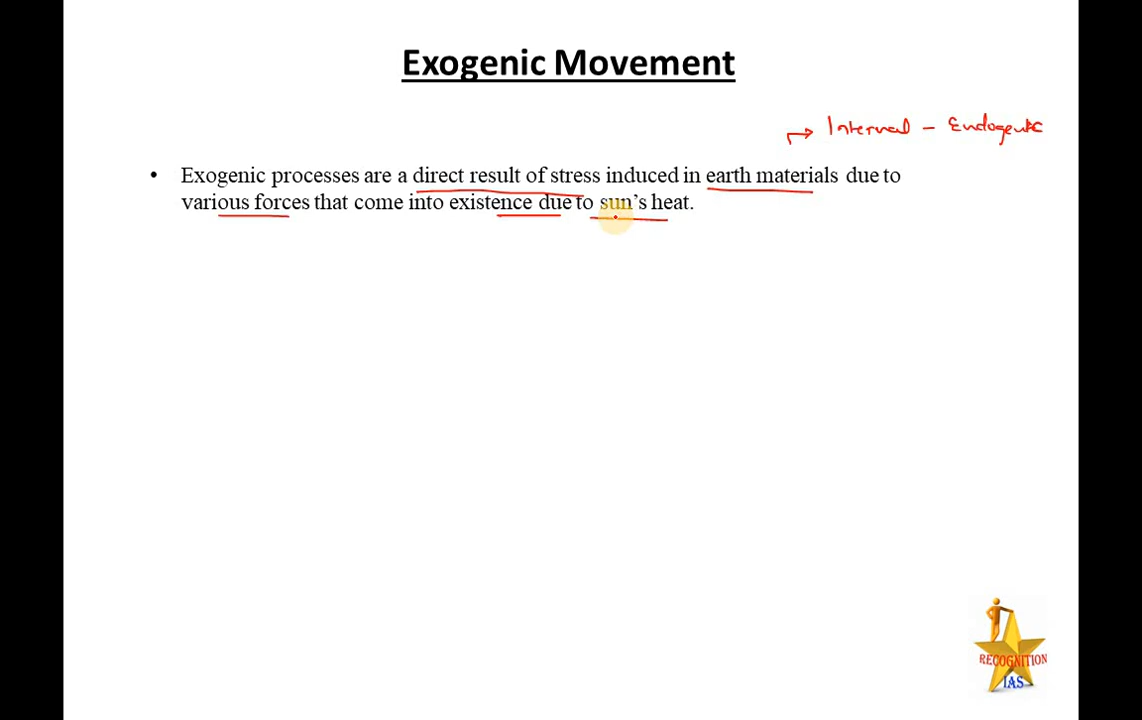 Exogenic Movement
Internal - Endogenetic
• Exogenic processes are a direct result of stress induced in earth materials due to
various forces that come into existence due to sun's heat.
RECOGNITION
IAS